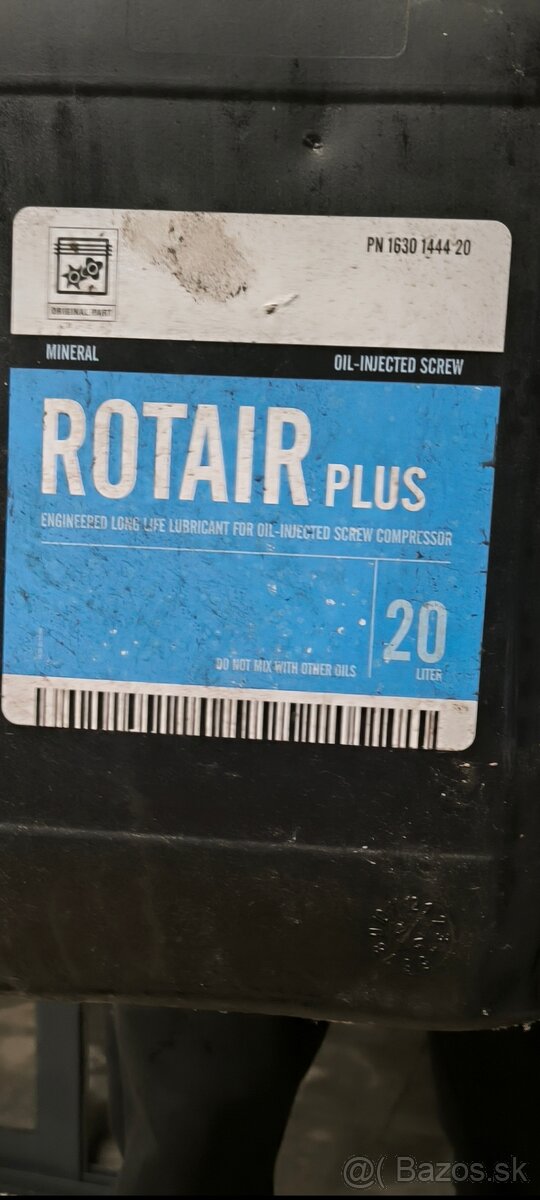 PN 1630 1444 20
ORIGINAL PART
MINERAL
OIL-INJECTED SCREW
ROTAIR PLUS
ENGINEERED LONG LIFE LUBRICANT FOR OIL-INJECTED SCREW COMPRESSOR
20
LITER
DO NOT MIX WITH OTHER OILS
@( Bazos.sk